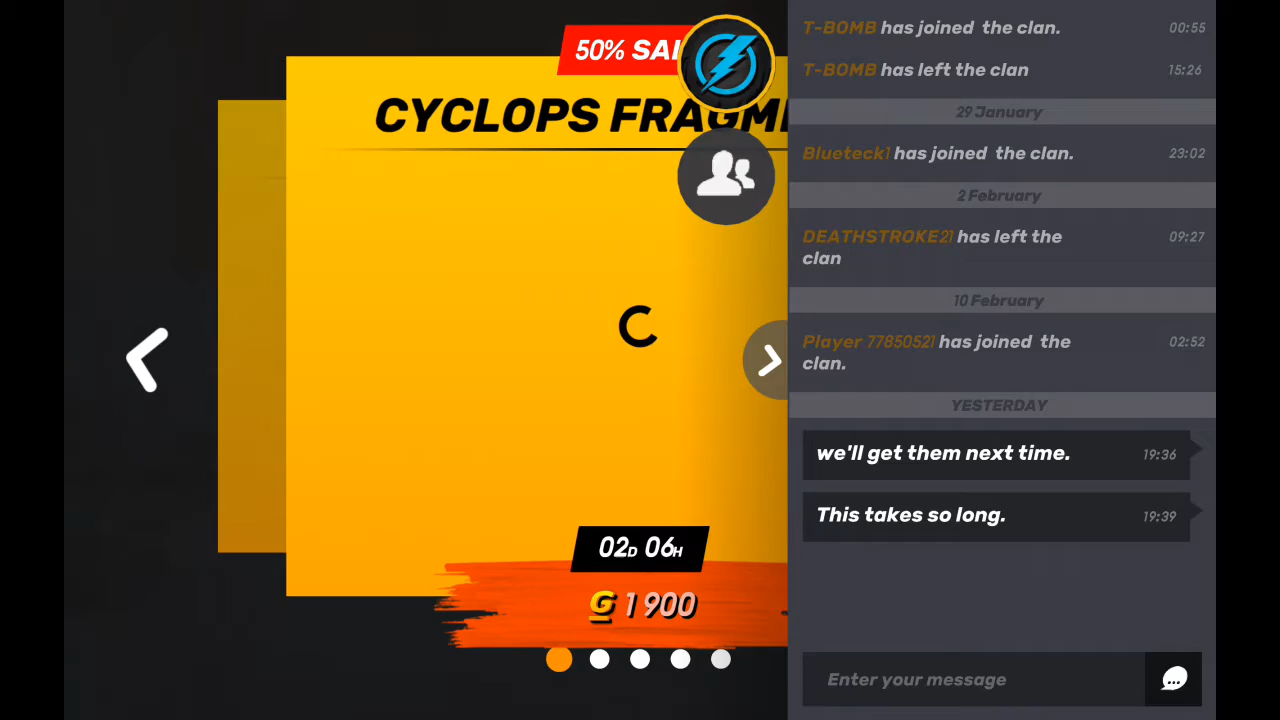 50% SAL
CYCLOPS FRAGM
02D 06H
G 1 900
T-BOMB has joined the clan. 00:55
T-BOMB has left the clan 15:26
29 January
Blueteck1 has joined the clan. 23:02
2 February
DEATHSTROKE21 has left the 09:27
clan
10 February
Player 77850521 has joined the 02:52
clan.
YESTERDAY
we'll get them next time. 19:36
This takes so long. 19:39
Enter your message